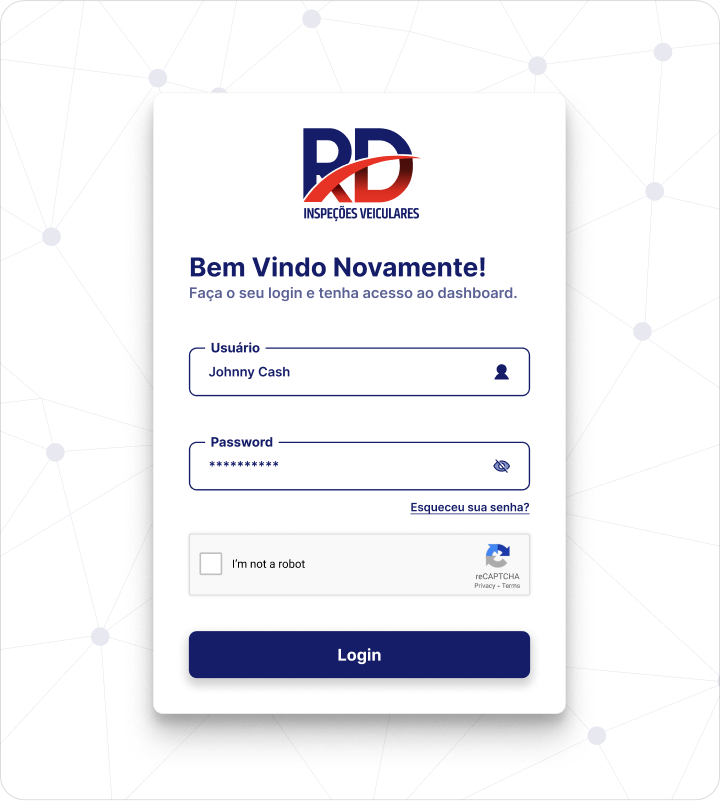 RD
INSPEÇÕES VEICULARES
Bem Vindo Novamente!
Faça o seu login e tenha acesso ao dashboard.
Usuário
Johnny Cash
Password
**********
Esqueceu sua senha?
I'm not a robot
reCAPTCHA
Privacy - Terms
Login